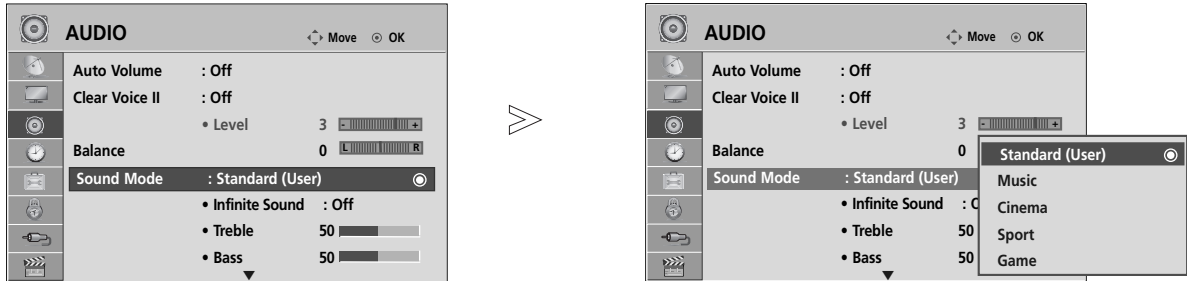 AUDIO
Move OK
Auto Volume : Off
Clear Voice II : Off
• Level 3 - +
Balance 0 L R
Sound Mode : Standard (User)
• Infinite Sound : Off
• Treble 50
• Bass 50
AUDIO
Move OK
Auto Volume : Off
Clear Voice II : Off
• Level 3 - +
Balance 0
Sound Mode : Standard (User)
• Infinite Sound :
• Treble 50
• Bass 50
Standard (User)
Music
Cinema
Sport
Game